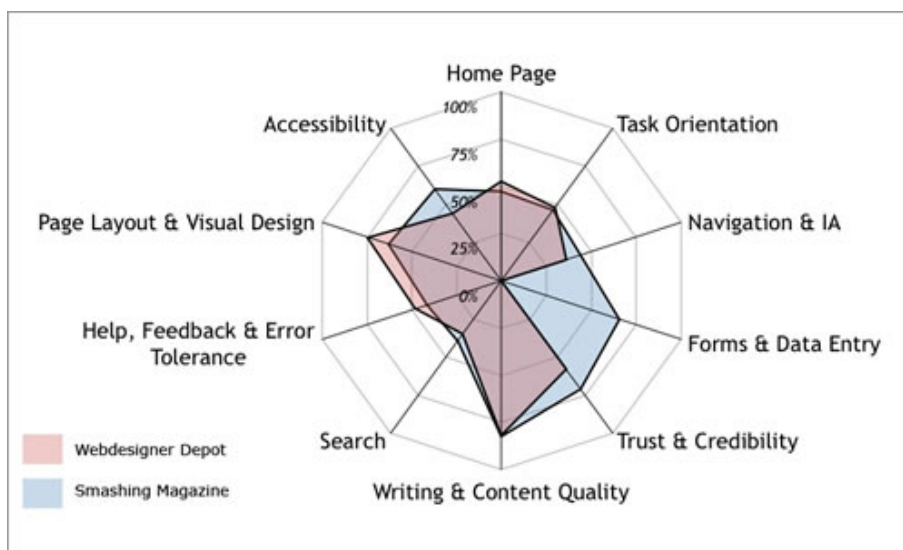 Home Page
100%
Accessibility
Task Orientation
75%
50%
Page Layout & Visual Design
Navigation & IA
25%
0%
Help, Feedback & Error
Tolerance
Forms & Data Entry
Search
Trust & Credibility
Webdesigner Depot
Smashing Magazine
Writing & Content Quality